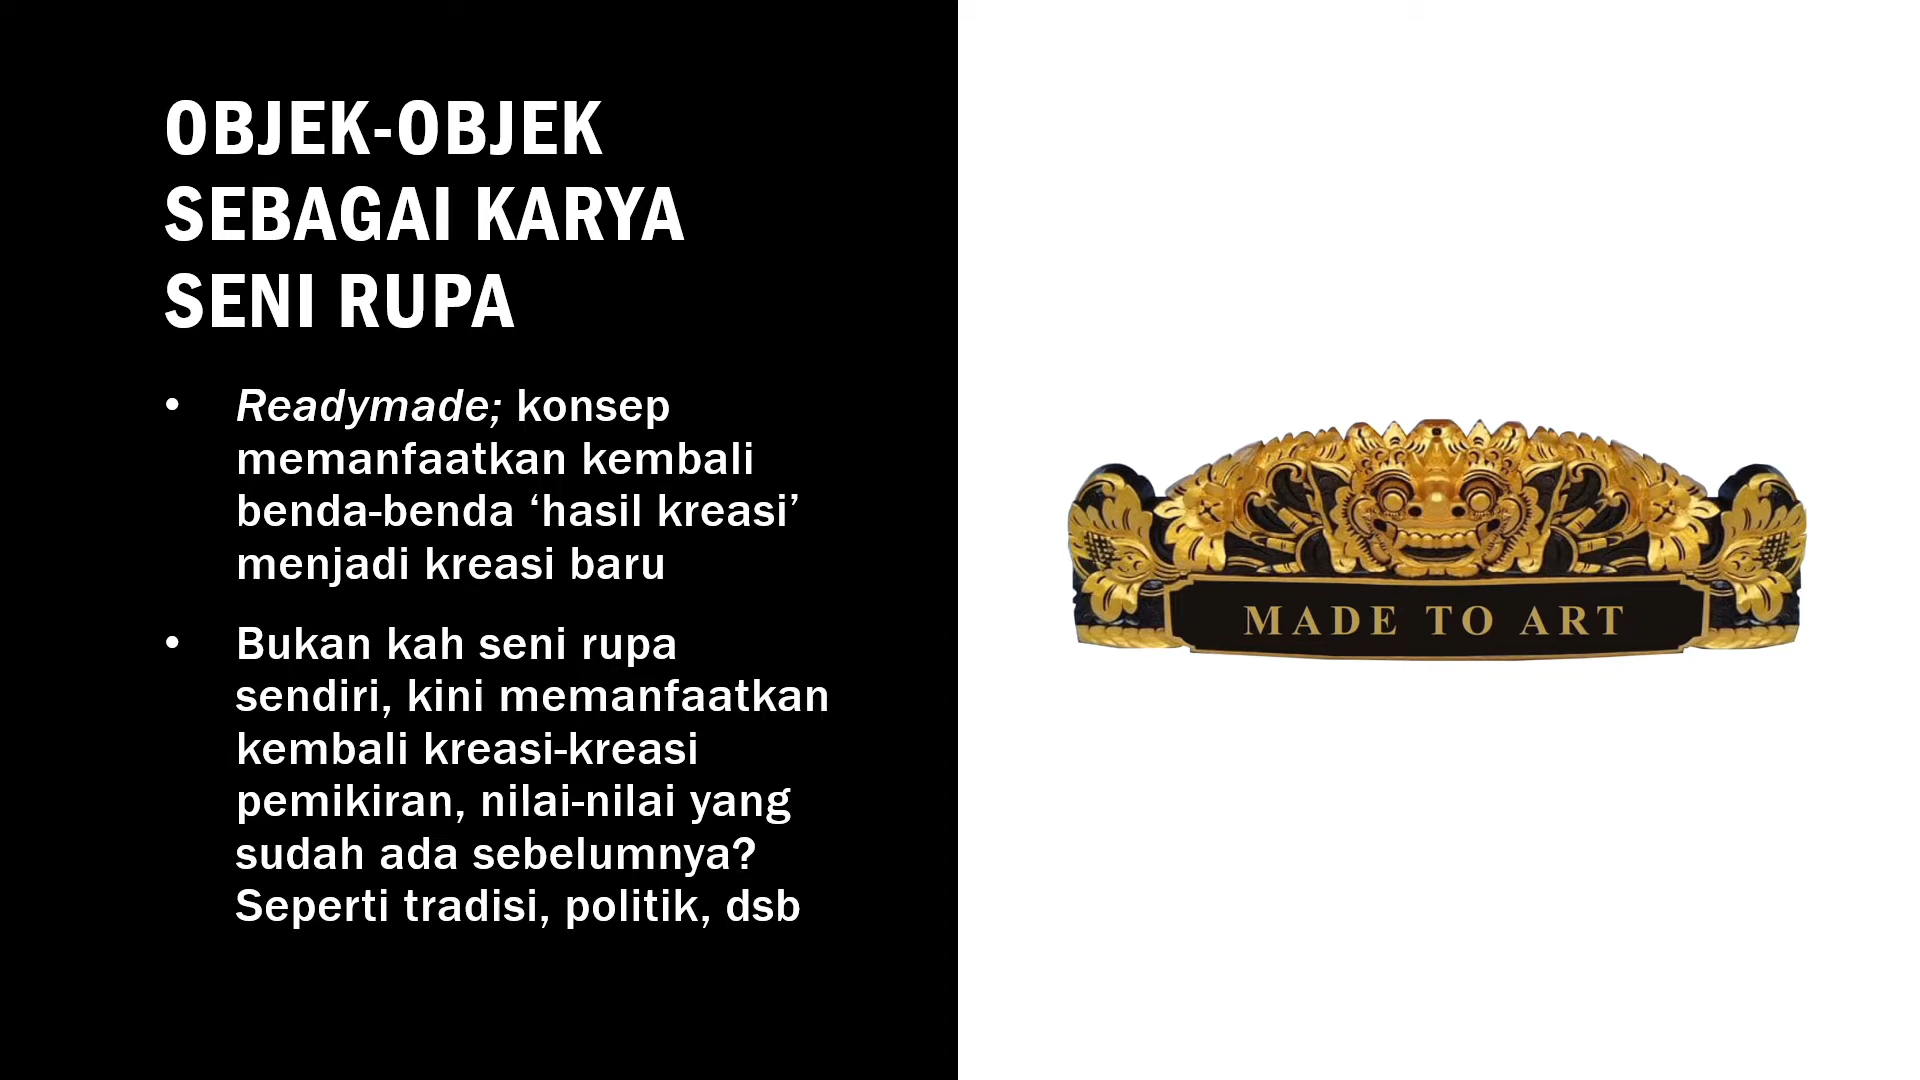 OBJEK-OBJEK
SEBAGAI KARYA
SENI RUPA
• Readymade; konsep
memanfaatkan kembali
benda-benda ‘hasil kreasi’
menjadi kreasi baru
• Bukan kah seni rupa
sendiri, kini memanfaatkan
kembali kreasi-kreasi
pemikiran, nilai-nilai yang
sudah ada sebelumnya?
Seperti tradisi, politik, dsb
MADE TO ART